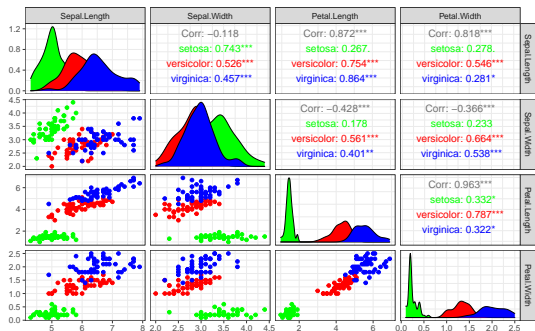 Sepal.Length Sepal.Width Petal.Length Petal.Width
1.2
0.8
0.4
0.0
Corr: −0.118
setosa: 0.743***
versicolor: 0.526***
virginica: 0.457***
Corr: 0.872***
setosa: 0.267.
versicolor: 0.754***
virginica: 0.864***
Corr: 0.818***
setosa: 0.278.
versicolor: 0.546***
virginica: 0.281*
Sepal.Length
4.5
4.0
3.5
3.0
2.5
2.0
Corr: −0.428***
setosa: 0.178
versicolor: 0.561***
virginica: 0.401**
Corr: −0.366***
setosa: 0.233
versicolor: 0.664***
virginica: 0.538***
Sepal.Width
6
4
2
Corr: 0.963***
setosa: 0.332*
versicolor: 0.787***
virginica: 0.322*
Petal.Length
2.5
2.0
1.5
1.0
0.5
0.0
Petal.Width
5 6 7 8 2.0 2.5 3.0 3.5 4.0 4.5 2 4 6 0.0 0.5 1.0 1.5 2.0 2.5